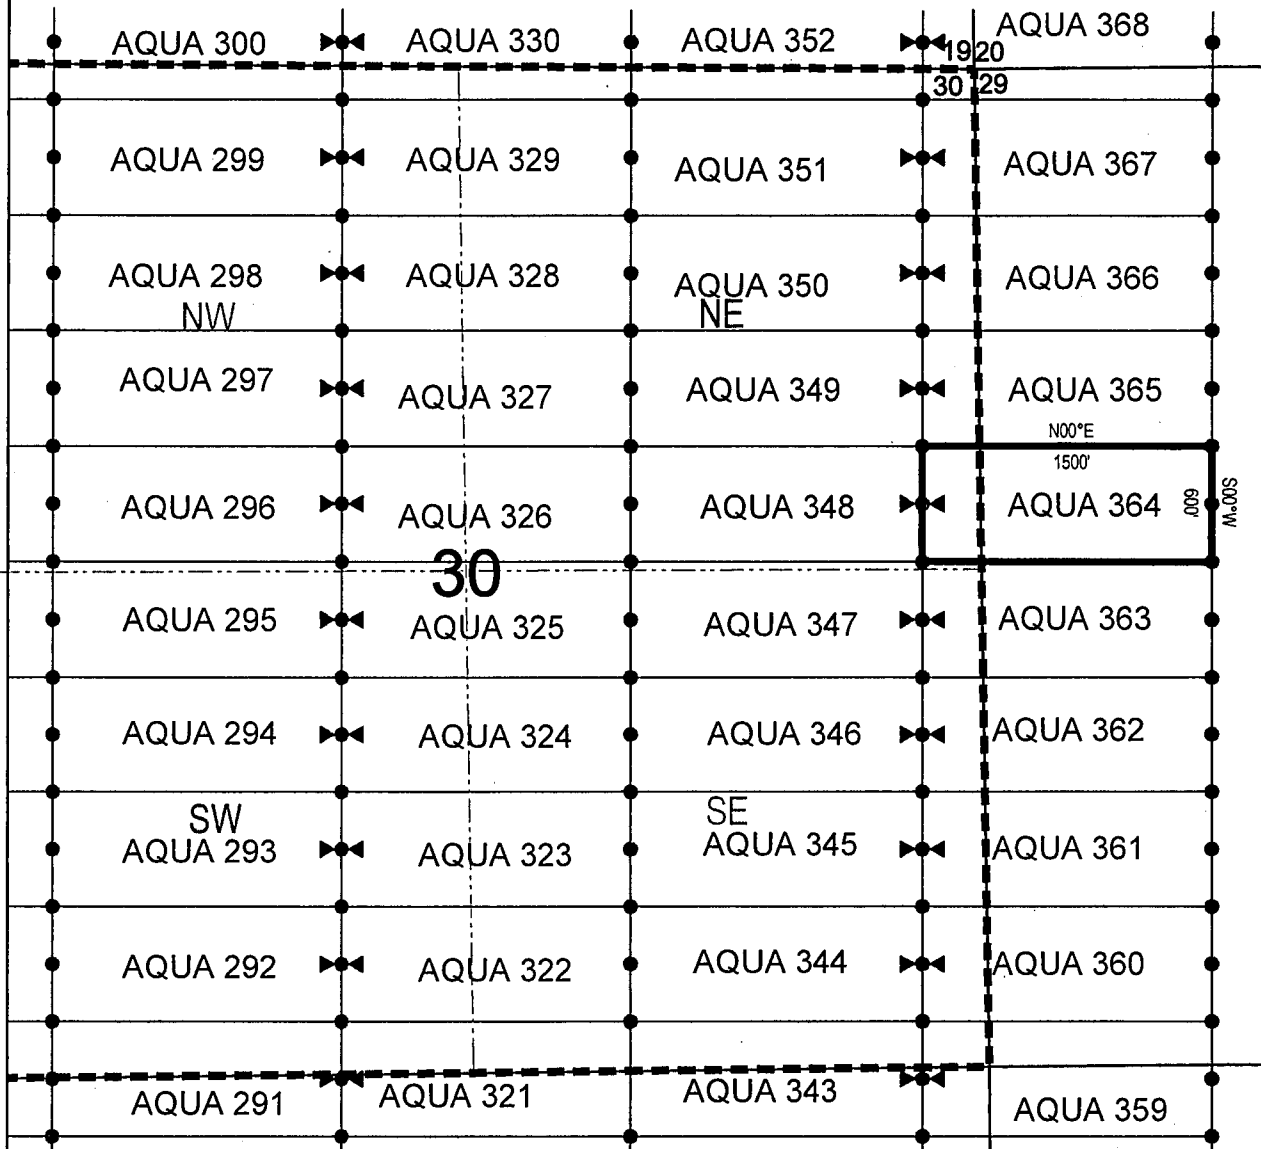 AQUA 300 AQUA 330 AQUA 352 AQUA 368
19 20
30 29
AQUA 299 AQUA 329 AQUA 351 AQUA 367
AQUA 298 AQUA 328 AQUA 350 AQUA 366
NW NE
AQUA 297 AQUA 327 AQUA 349 AQUA 365
N00°E
1500'
AQUA 296 AQUA 326 AQUA 348 AQUA 364 600' S00°W
30
AQUA 295 AQUA 325 AQUA 347 AQUA 363
AQUA 294 AQUA 324 AQUA 346 AQUA 362
SW SE
AQUA 293 AQUA 323 AQUA 345 AQUA 361
AQUA 292 AQUA 322 AQUA 344 AQUA 360
AQUA 291 AQUA 321 AQUA 343 AQUA 359